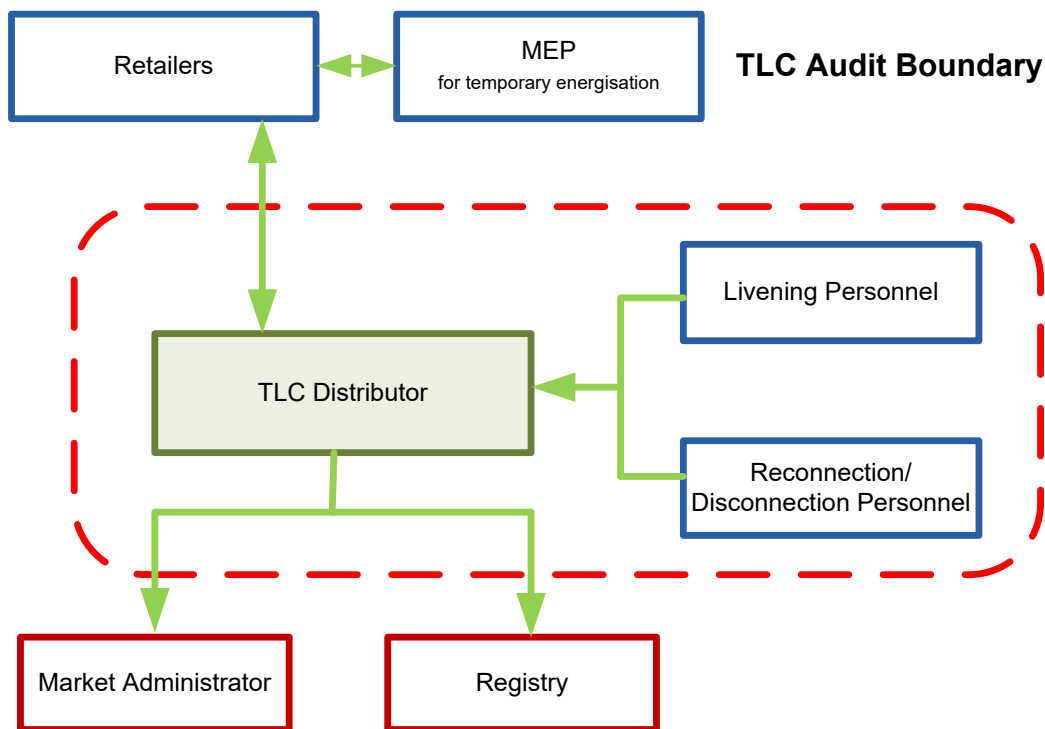 Retailers
MEP
for temporary energisation
TLC Audit Boundary
Livening Personnel
TLC Distributor
Reconnection/
Disconnection Personnel
Market Administrator
Registry